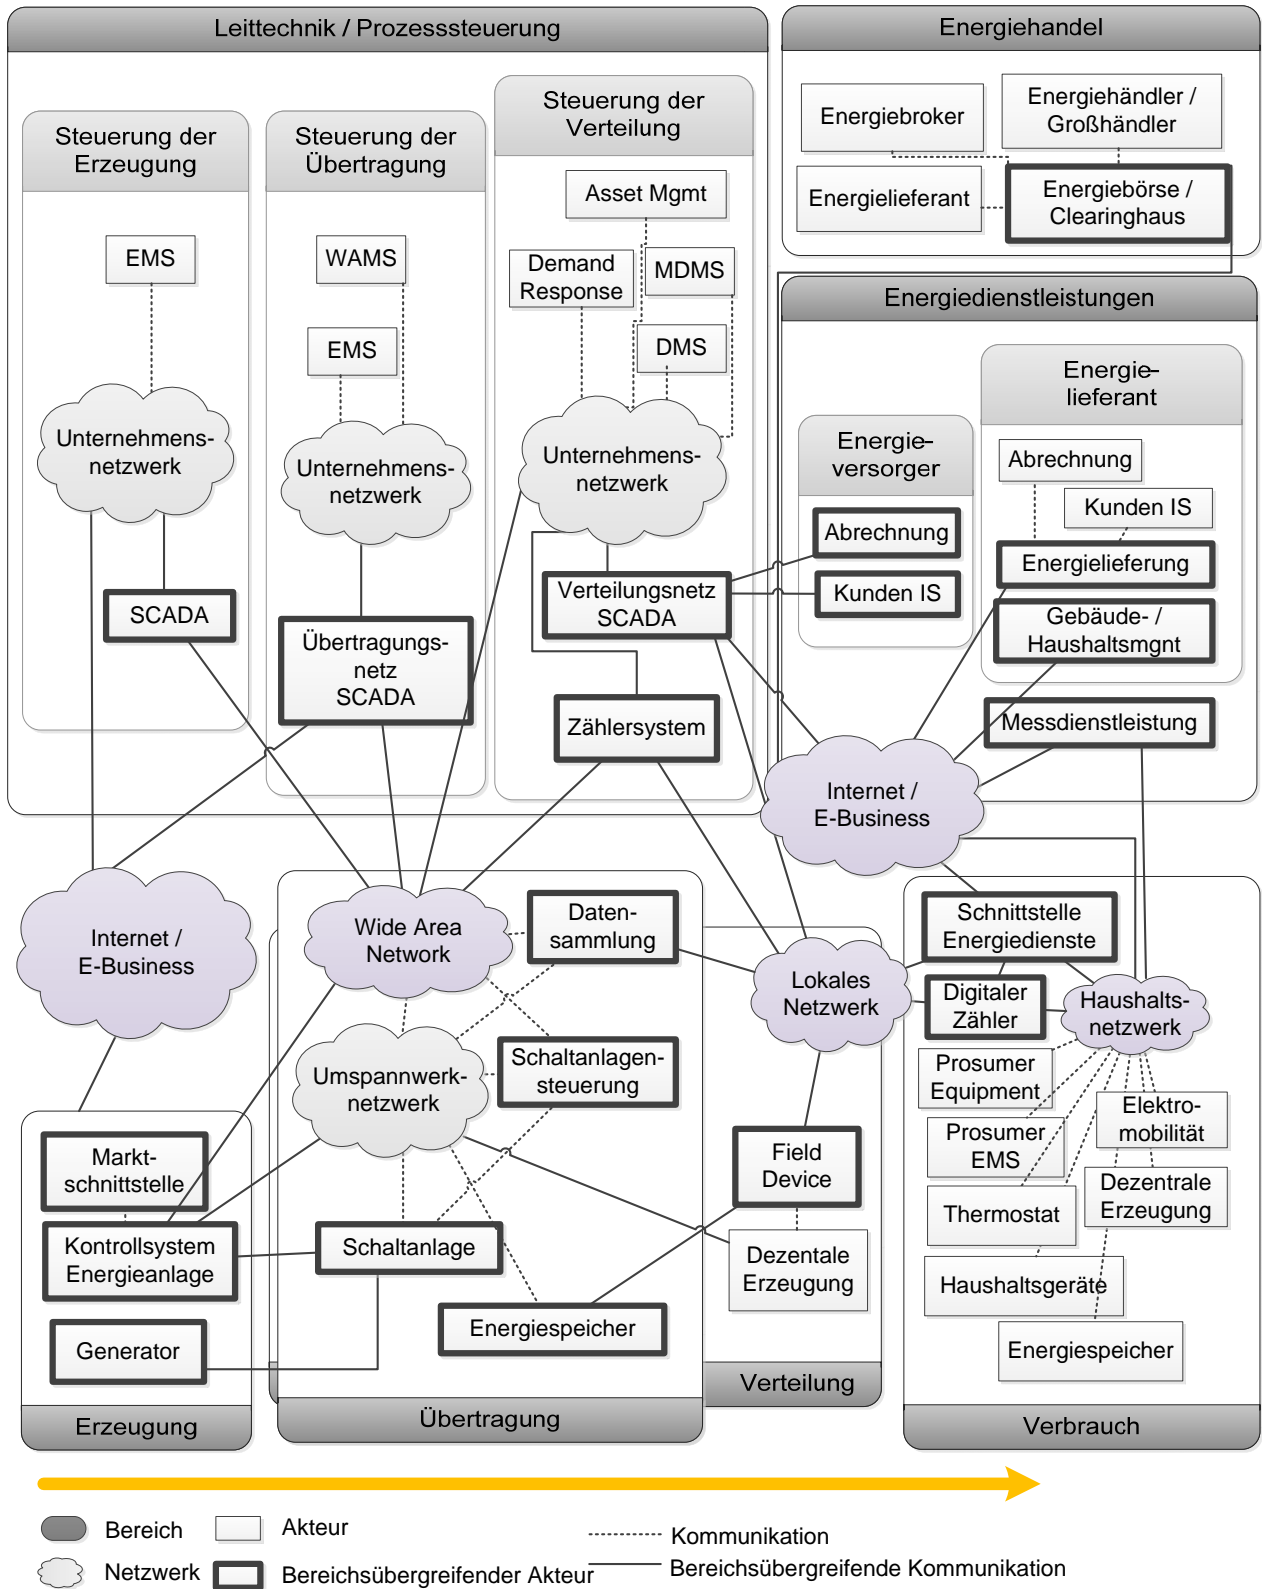 Leittechnik / Prozesssteuerung
Steuerung der
Erzeugung
EMS
Unternehmens-
netzwerk
SCADA
Steuerung der
Übertragung
WAMS
EMS
Unternehmens-
netzwerk
Übertragungs-
netz
SCADA
Steuerung der
Verteilung
Asset Mgmt
Demand
Response
MDMS
DMS
Unternehmens-
netzwerk
Verteilungsnetz
SCADA
Zählersystem
Energiehandel
Energiebroker
Energiehändler /
Großhändler
Energielieferant
Energiebörse /
Clearinghaus
Energiedienstleistungen
Energie-
versorger
Abrechnung
Kunden IS
Energie-
lieferant
Abrechnung
Kunden IS
Energielieferung
Gebäude- /
Haushaltsmgnt
Messdienstleistung
Internet /
E-Business
Internet /
E-Business
Markt-
schnittstelle
Kontrollsystem
Energieanlage
Generator
Erzeugung
Wide Area
Network
Daten-
sammlung
Umspannwerk-
netzwerk
Schaltanlagen-
steuerung
Schaltanlage
Energiespeicher
Übertragung
Lokales
Netzwerk
Field
Device
Dezentale
Erzeugung
Verteilung
Schnittstelle
Energiedienste
Digitaler
Zähler
Haushalts-
netzwerk
Prosumer
Equipment
Prosumer
EMS
Elektro-
mobilität
Thermostat
Dezentrale
Erzeugung
Haushaltsgeräte
Energiespeicher
Verbrauch
Bereich
Akteur
Kommunikation
Netzwerk
Bereichsübergreifender Akteur
Bereichsübergreifende Kommunikation